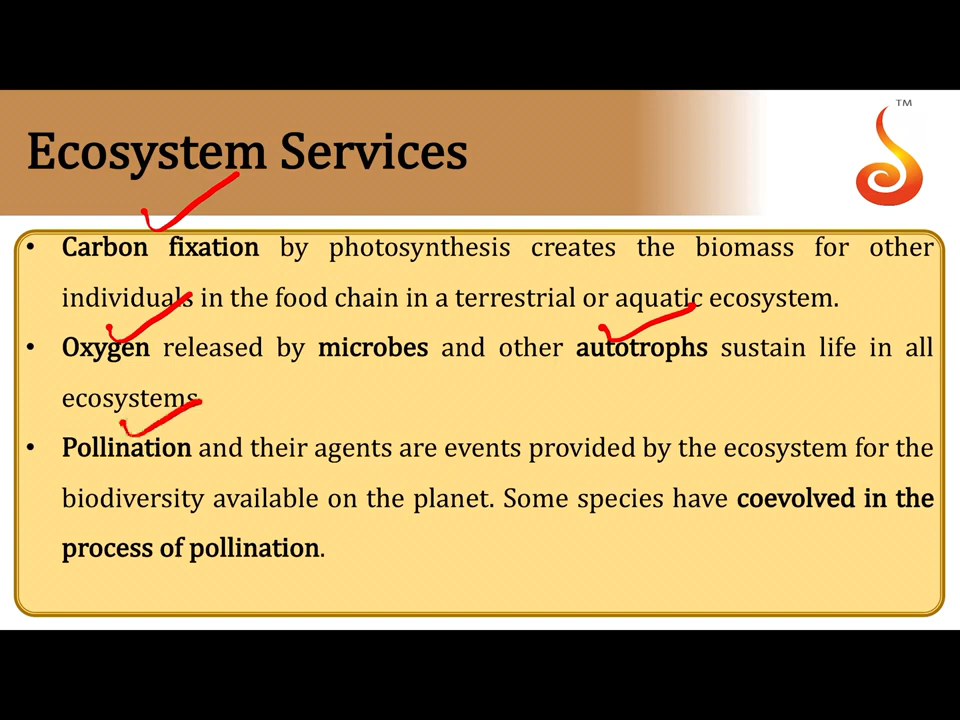 TM
Ecosystem Services
• Carbon fixation by photosynthesis creates the biomass for other
individuals in the food chain in a terrestrial or aquatic ecosystem.
• Oxygen released by microbes and other autotrophs sustain life in all
ecosystems.
• Pollination and their agents are events provided by the ecosystem for the
biodiversity available on the planet. Some species have coevolved in the
process of pollination.